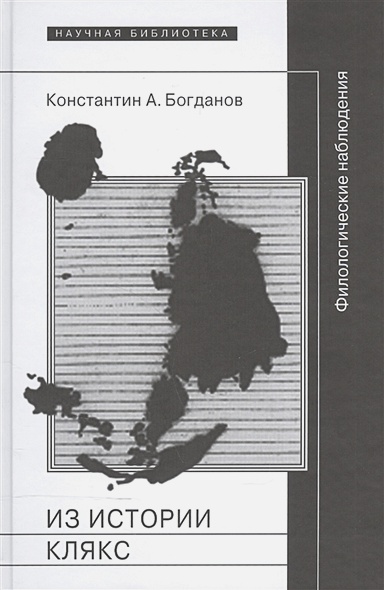 НАУЧНАЯ БИБЛИОТЕКА
Константин А. Богданов
Филологические наблюдения
ИЗ ИСТОРИИ
КЛЯКС